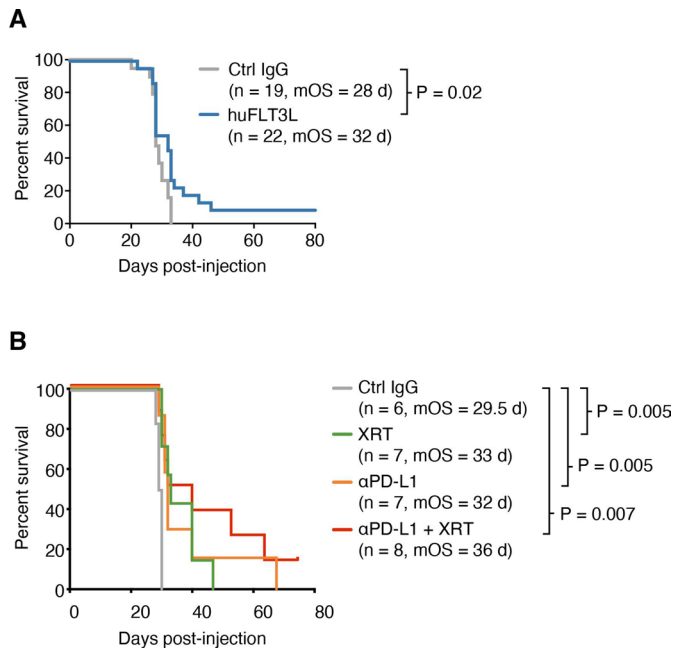 A
Percent survival
100
80
60
40
20
0
0 20 40 60 80
Days post-injection
Ctrl IgG
(n = 19, mOS = 28 d)
huFLT3L
(n = 22, mOS = 32 d)
P = 0.02
B
Percent survival
100
80
60
40
20
0
0 20 40 60 80
Days post-injection
Ctrl IgG
(n = 6, mOS = 29.5 d)
XRT
(n = 7, mOS = 33 d)
αPD-L1
(n = 7, mOS = 32 d)
αPD-L1 + XRT
(n = 8, mOS = 36 d)
P = 0.005
P = 0.005
P = 0.007